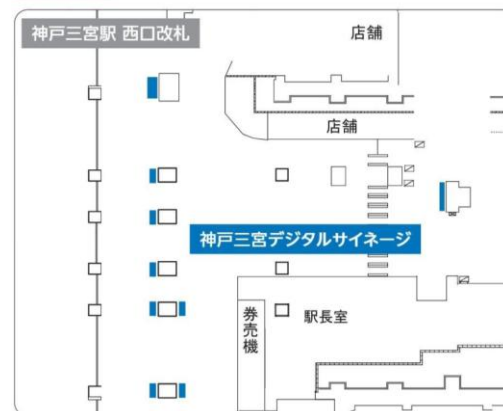 神戸三宮駅 西口改札
店舗
店舗
神戸三宮デジタルサイネージ
券売機
駅長室